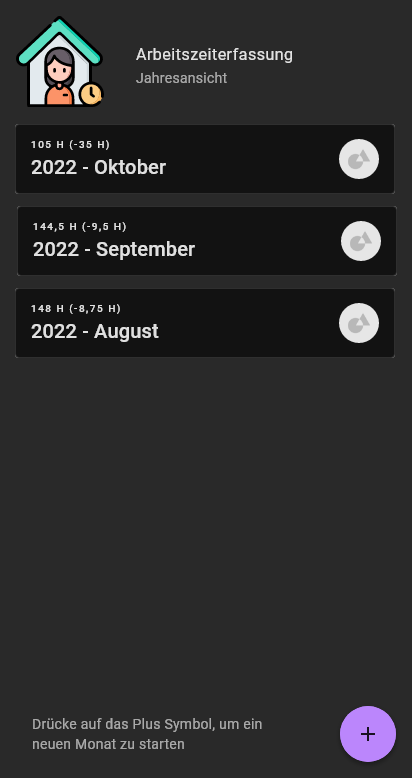 Arbeitszeiterfassung
Jahresansicht
105 H (-35 H)
2022 - Oktober
144,5 H (-9,5 H)
2022 - September
148 H (-8,75 H)
2022 - August
Drücke auf das Plus Symbol, um ein
neuen Monat zu starten